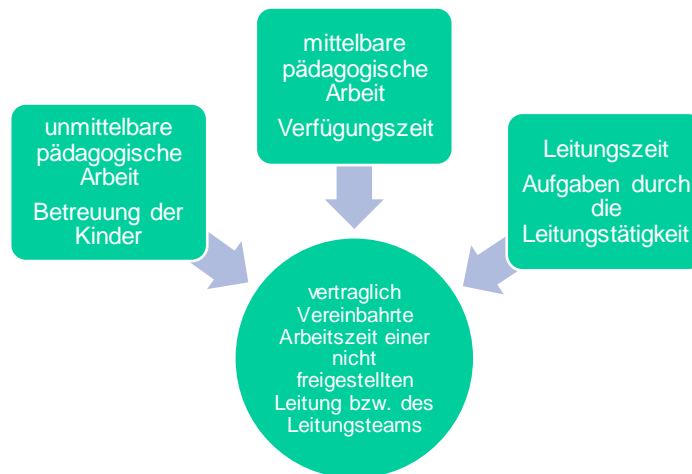 unmittelbare
pädagogische
Arbeit
Betreuung der
Kinder
mittelbare
pädagogische
Arbeit
Verfügungszeit
Leitungszeit
Aufgaben durch
die
Leitungstätigkeit
vertraglich
Vereinbahrte
Arbeitszeit einer
nicht
freigestellten
Leitung bzw. des
Leitungsteams